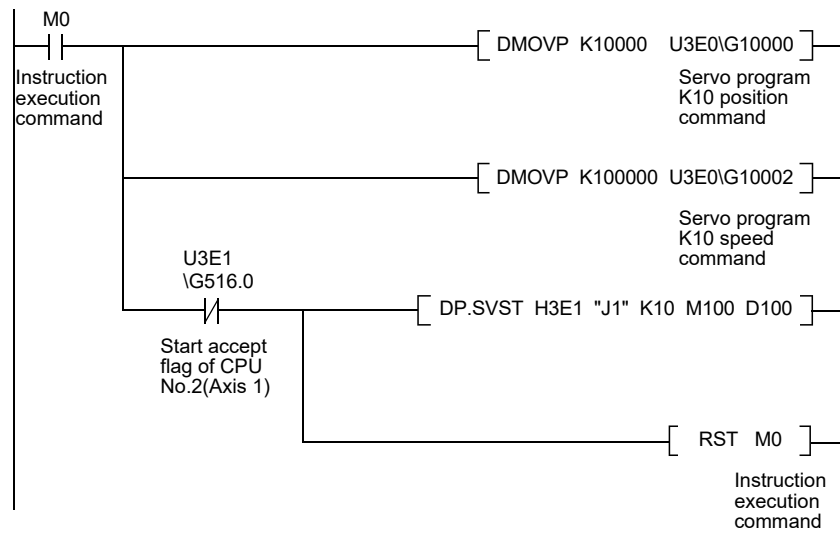 M0
Instruction
execution
command
DMOVP K10000 U3E0\G10000
Servo program
K10 position
command
DMOVP K100000 U3E0\G10002
Servo program
K10 speed
command
U3E1
\G516.0
Start accept
flag of CPU
No.2(Axis 1)
DP.SVST H3E1 "J1" K10 M100 D100
RST M0
Instruction
execution
command